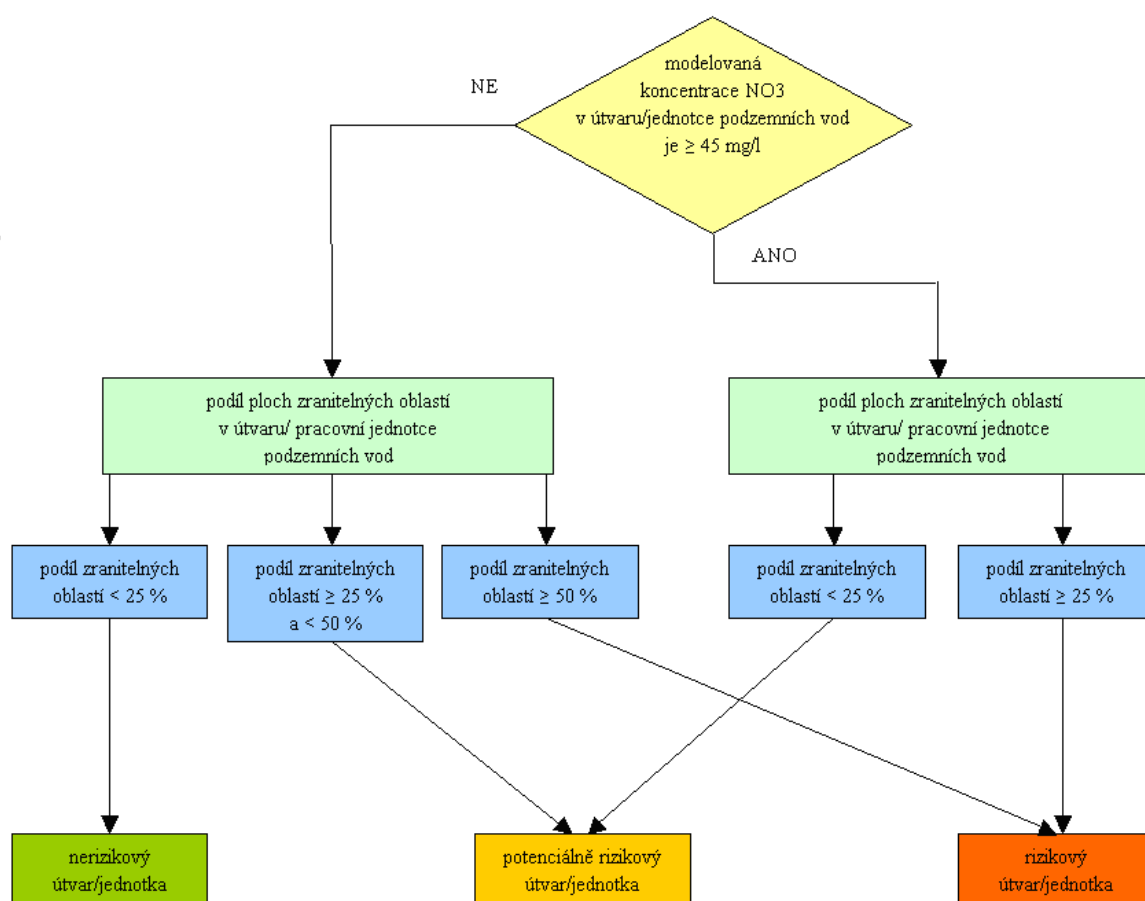 modelovaná
koncentrace NO3
v útvaru/jednotce podzemních vod
je ≥ 45 mg/l
NE
ANO
podíl ploch zranitelných oblastí
v útvaru/ pracovní jednotce
podzemních vod
podíl ploch zranitelných oblastí
v útvaru/ pracovní jednotce
podzemních vod
podíl zranitelných
oblastí < 25 %
podíl zranitelných
oblastí ≥ 25 %
a < 50 %
podíl zranitelných
oblastí ≥ 50 %
podíl zranitelných
oblastí < 25 %
podíl zranitelných
oblastí ≥ 25 %
nerizikový
útvar/jednotka
potenciálně rizikový
útvar/jednotka
rizikový
útvar/jednotka